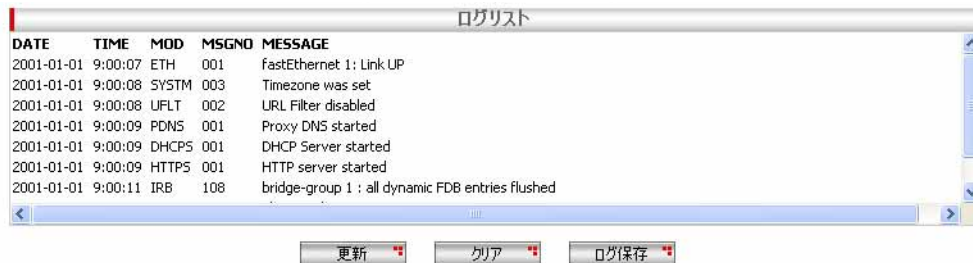 ログリスト
DATE TIME MOD MSGNO MESSAGE
2001-01-01 9:00:07 ETH 001 fastEthernet 1: Link UP
2001-01-01 9:00:08 SYSTM 003 Timezone was set
2001-01-01 9:00:08 UFLT 002 URL Filter disabled
2001-01-01 9:00:09 PDNS 001 Proxy DNS started
2001-01-01 9:00:09 DHCPS 001 DHCP Server started
2001-01-01 9:00:09 HTTPS 001 HTTP server started
2001-01-01 9:00:11 IRB 108 bridge-group 1 : all dynamic FDB entries flushed
更新 クリア ログ保存